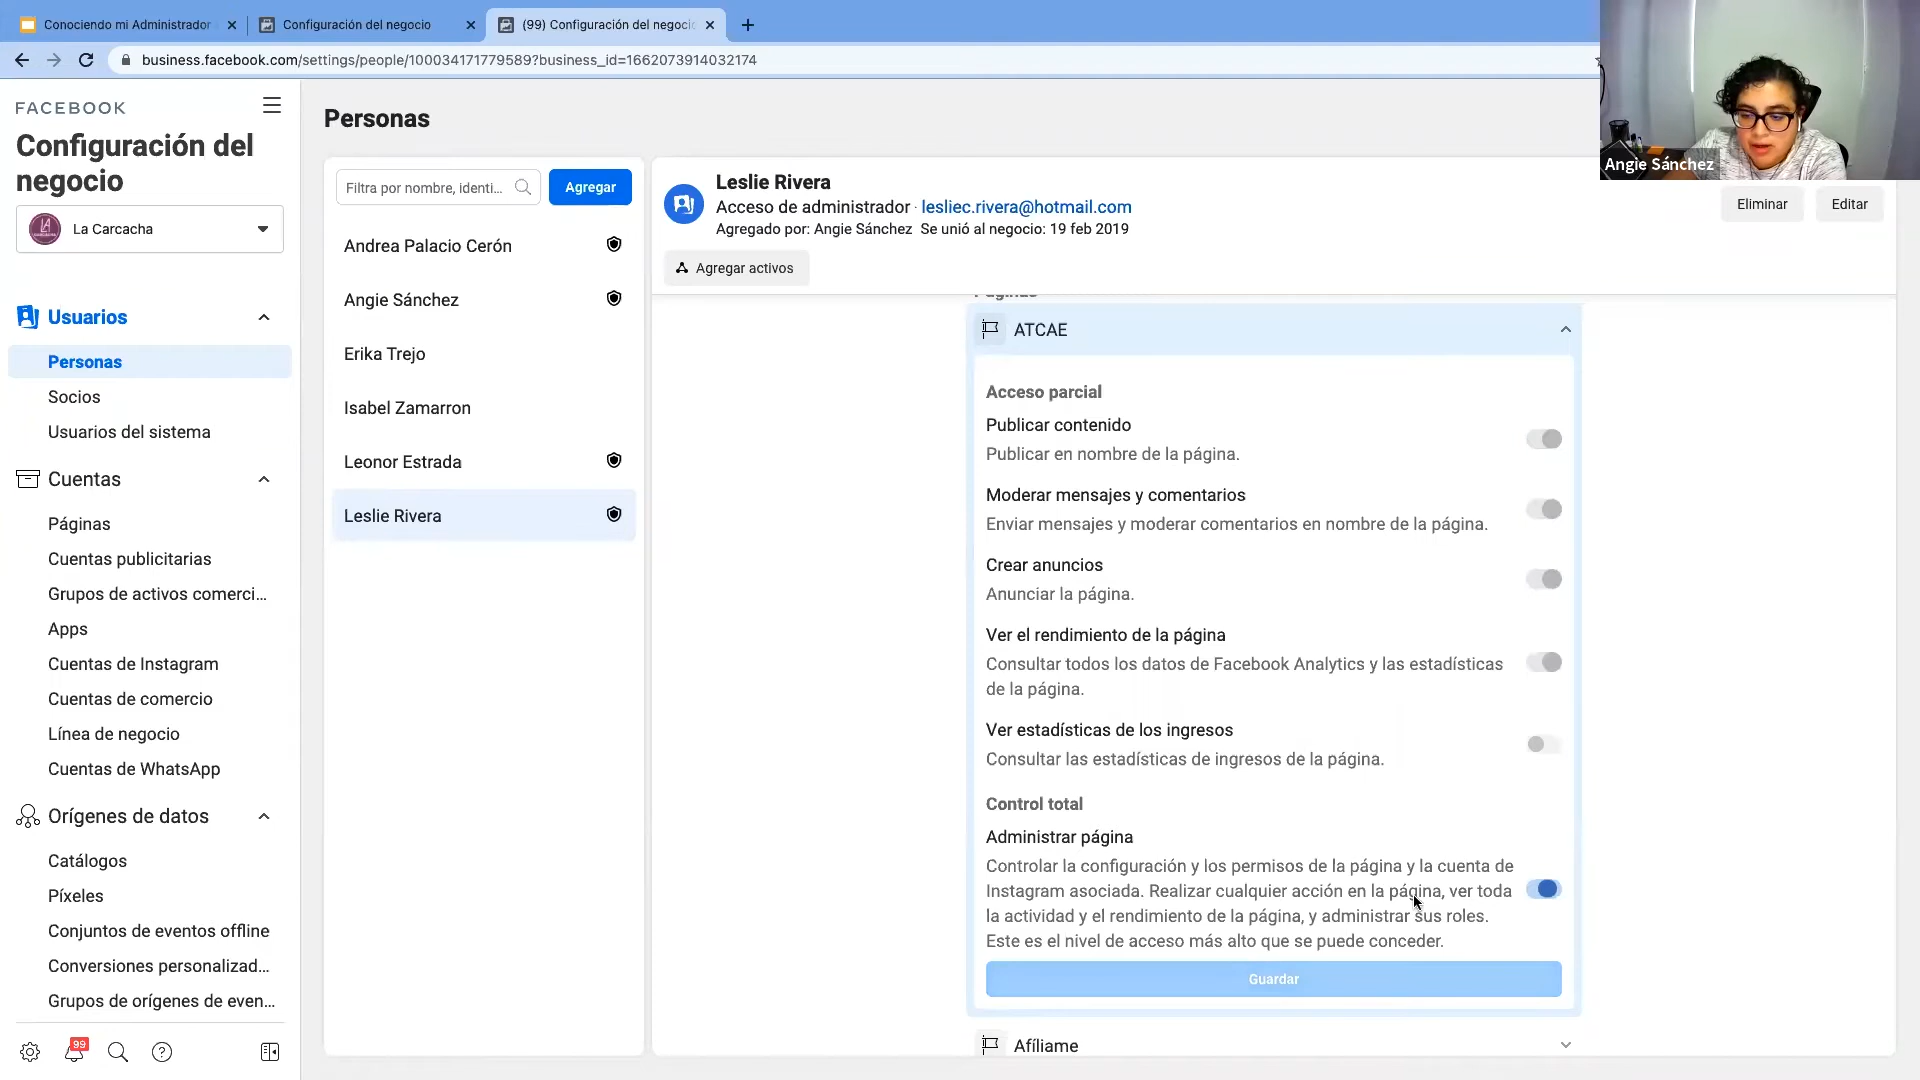 Conociendo mi Administrador
Configuración del negocio
(99) Configuración del negocio
business.facebook.com/settings/people/100034171779589?business_id=1662073914032174
Angie Sánchez
FACEBOOK
Configuración del
negocio
LA
La Carcacha
Usuarios
Personas
Socios
Usuarios del sistema
Cuentas
Páginas
Cuentas publicitarias
Grupos de activos comerci...
Apps
Cuentas de Instagram
Cuentas de comercio
Línea de negocio
Cuentas de WhatsApp
Orígenes de datos
Catálogos
Píxeles
Conjuntos de eventos offline
Conversiones personalizad...
Grupos de orígenes de even...
99
Personas
Filtra por nombre, identi...
Agregar
Andrea Palacio Cerón
Angie Sánchez
Erika Trejo
Isabel Zamarron
Leonor Estrada
Leslie Rivera
Leslie Rivera
Acceso de administrador · lesliec.rivera@hotmail.com
Agregado por: Angie Sánchez Se unió al negocio: 19 feb 2019
Eliminar
Editar
Agregar activos
Páginas
ATCAE
Acceso parcial
Publicar contenido
Publicar en nombre de la página.
Moderar mensajes y comentarios
Enviar mensajes y moderar comentarios en nombre de la página.
Crear anuncios
Anunciar la página.
Ver el rendimiento de la página
Consultar todos los datos de Facebook Analytics y las estadísticas
de la página.
Ver estadísticas de los ingresos
Consultar las estadísticas de ingresos de la página.
Control total
Administrar página
Controlar la configuración y los permisos de la página y la cuenta de
Instagram asociada. Realizar cualquier acción en la página, ver toda
la actividad y el rendimiento de la página, y administrar sus roles.
Este es el nivel de acceso más alto que se puede conceder.
Guardar
Afíliame